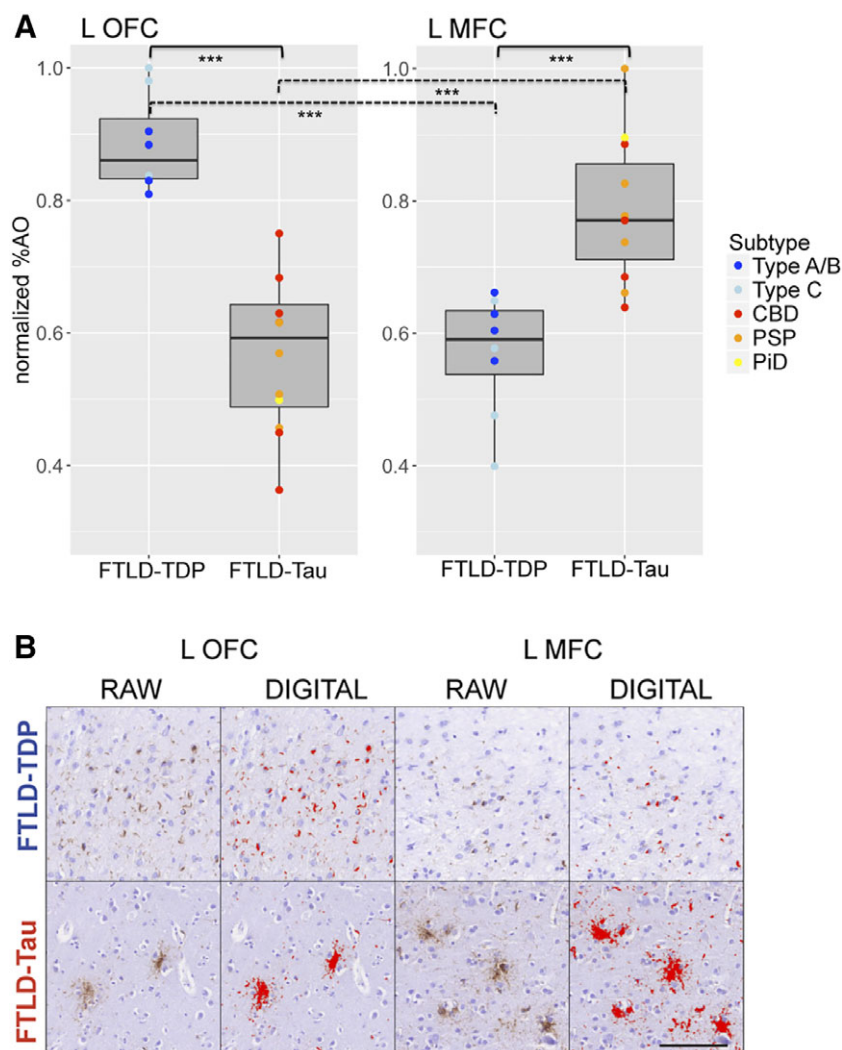 A
L OFC
L MFC
***
***
***
***
normalized %AO
1.0
0.8
0.6
0.4
1.0
0.8
0.6
0.4
FTLD-TDP
FTLD-Tau
FTLD-TDP
FTLD-Tau
Subtype
Type A/B
Type C
CBD
PSP
PiD
B
L OFC
L MFC
RAW
DIGITAL
RAW
DIGITAL
FTLD-TDP
FTLD-Tau